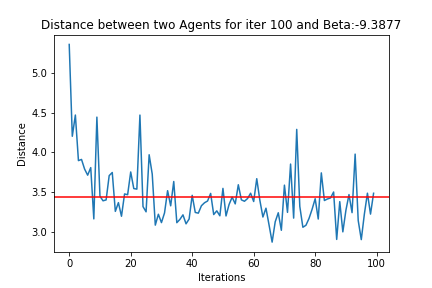 Distance between two Agents for iter 100 and Beta:-9.3877
5.0
4.5
4.0
3.5
3.0
Distance
0 20 40 60 80 100
Iterations